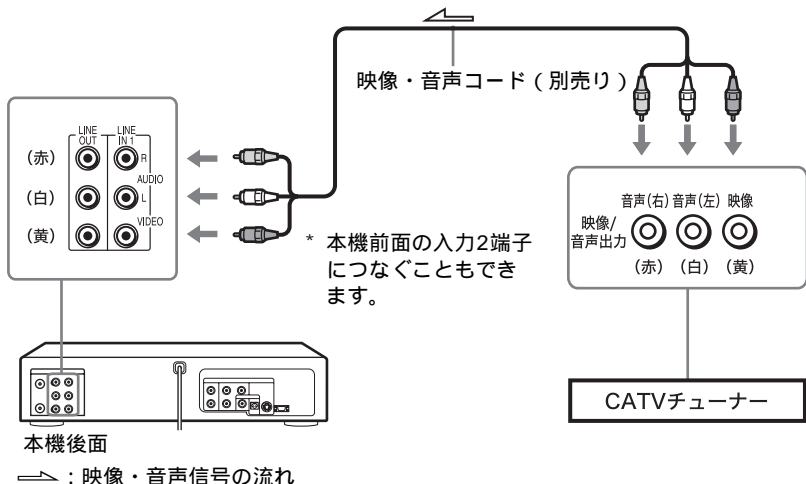 映像・音声コード(別売り)
LINE OUT
LINE IN 1
(赤)
R
AUDIO
(白)
L
(黄)
VIDEO
* 本機前面の入力2端子
につなぐこともでき
ます。
音声(右) 音声(左) 映像
映像/
音声出力
(赤) (白) (黄)
CATVチューナー
本機後面
:映像・音声信号の流れ